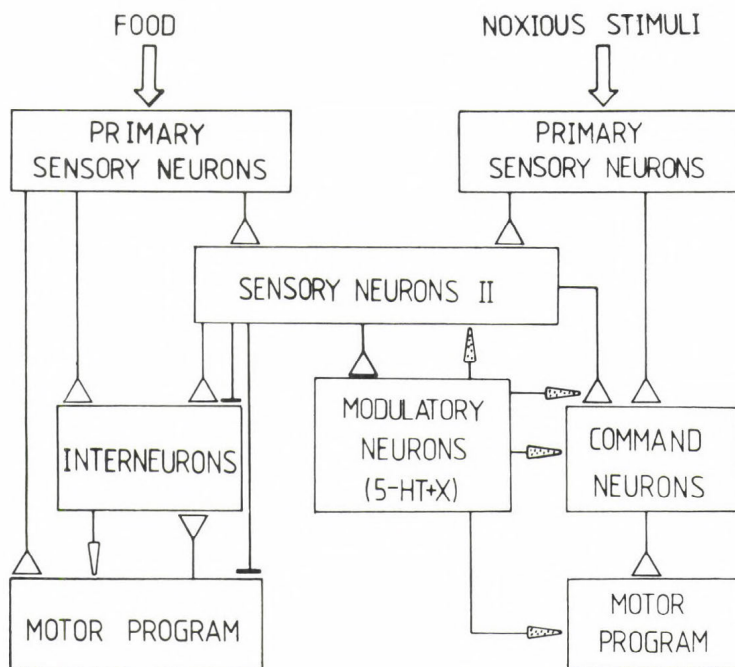 FOOD
NOXIOUS STIMULI
PRIMARY
SENSORY NEURONS
PRIMARY
SENSORY NEURONS
SENSORY NEURONS II
INTERNEURONS
MODULATORY
NEURONS
(5-HT+X)
COMMAND
NEURONS
MOTOR PROGRAM
MOTOR
PROGRAM